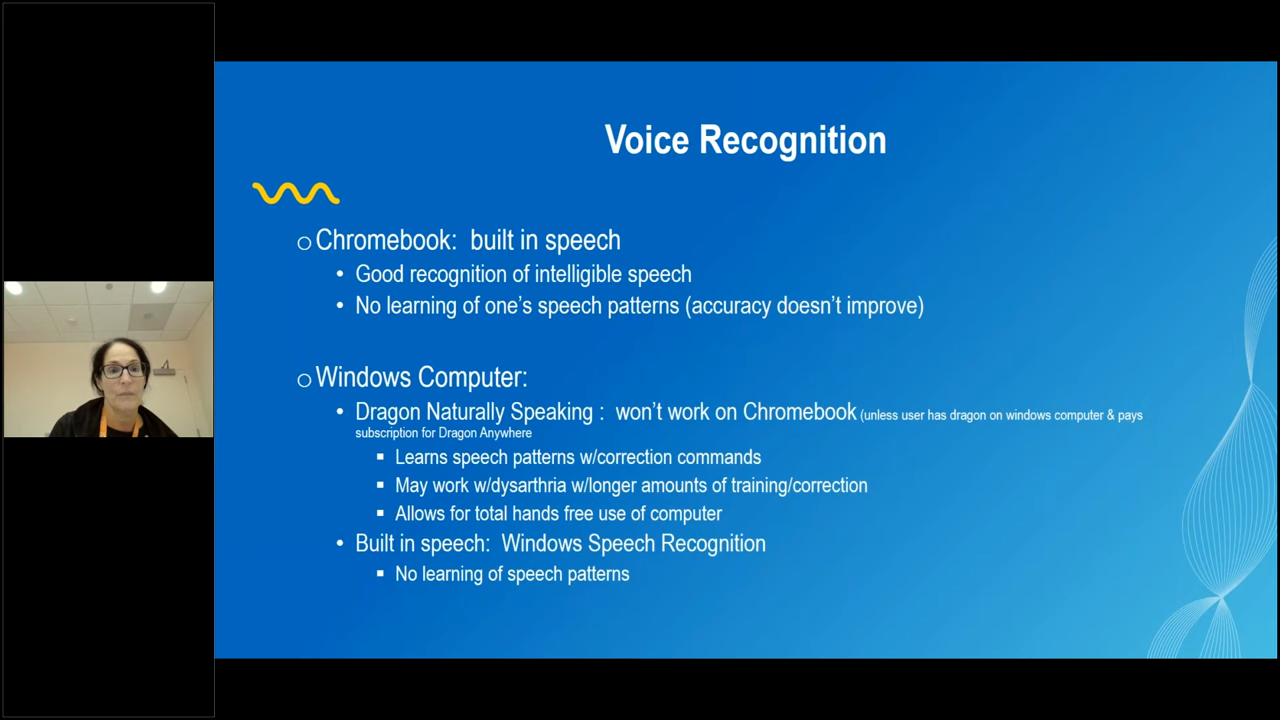 Voice Recognition
o Chromebook: built in speech
• Good recognition of intelligible speech
• No learning of one's speech patterns (accuracy doesn't improve)
o Windows Computer:
• Dragon Naturally Speaking : won't work on Chromebook (unless user has dragon on windows computer & pays
subscription for Dragon Anywhere
▪ Learns speech patterns w/correction commands
▪ May work w/dysarthria w/longer amounts of training/correction
▪ Allows for total hands free use of computer
• Built in speech: Windows Speech Recognition
▪ No learning of speech patterns